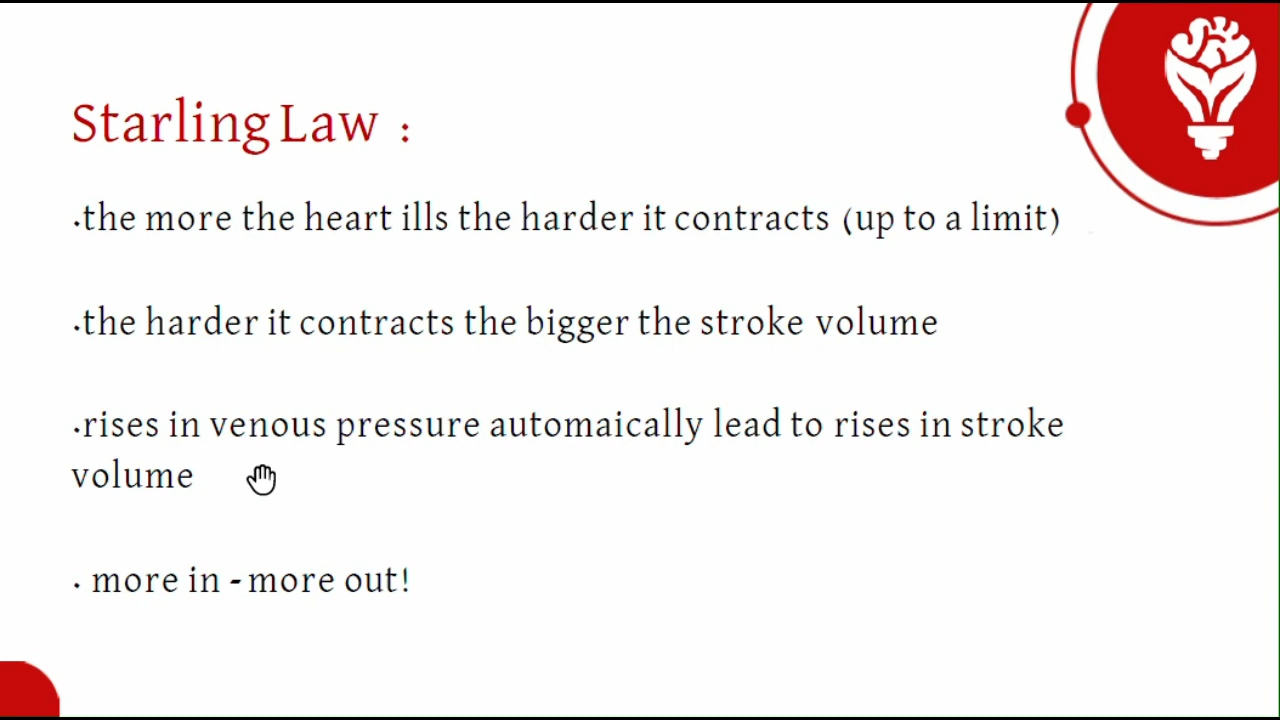 Starling Law :
·the more the heart ills the harder it contracts (up to a limit)
·the harder it contracts the bigger the stroke volume
·rises in venous pressure automaically lead to rises in stroke
volume
· more in - more out!